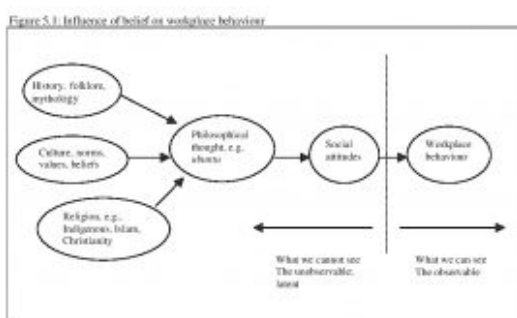 Figure 5.1: Influence of belief on workplace behaviour
History, folklore,
mythology
Culture, norms,
values, beliefs
Religion, e.g.,
Indigenous, Islam,
Christianity
Philosophical
thought, e.g.
ubuntu
Social
attitudes
Workplace
behaviour
What we cannot see
The unobservable;
latent
What we can see
The observable